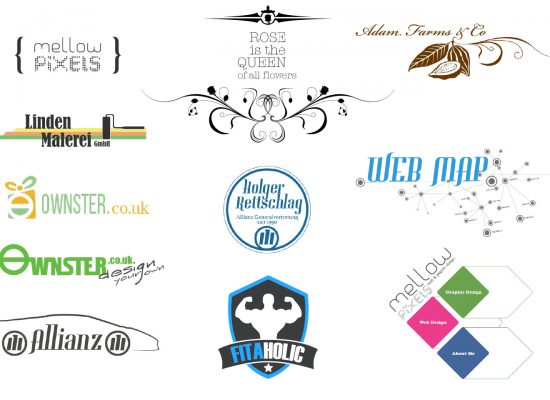 mellow
pixels
ROSE
is the
QUEEN
of all flowers
Adam. Farms & Co
Linden
Malerei GmbH
OWNSTER.co.uk
Holger
Rettschlag
Allianz Generalvertretung
seit 1990
WEB MAP
OWNSTER.co.uk
design
your own
Allianz
FITAHOLIC
mellow
pixels
Graphic Design
Web Design
About Me